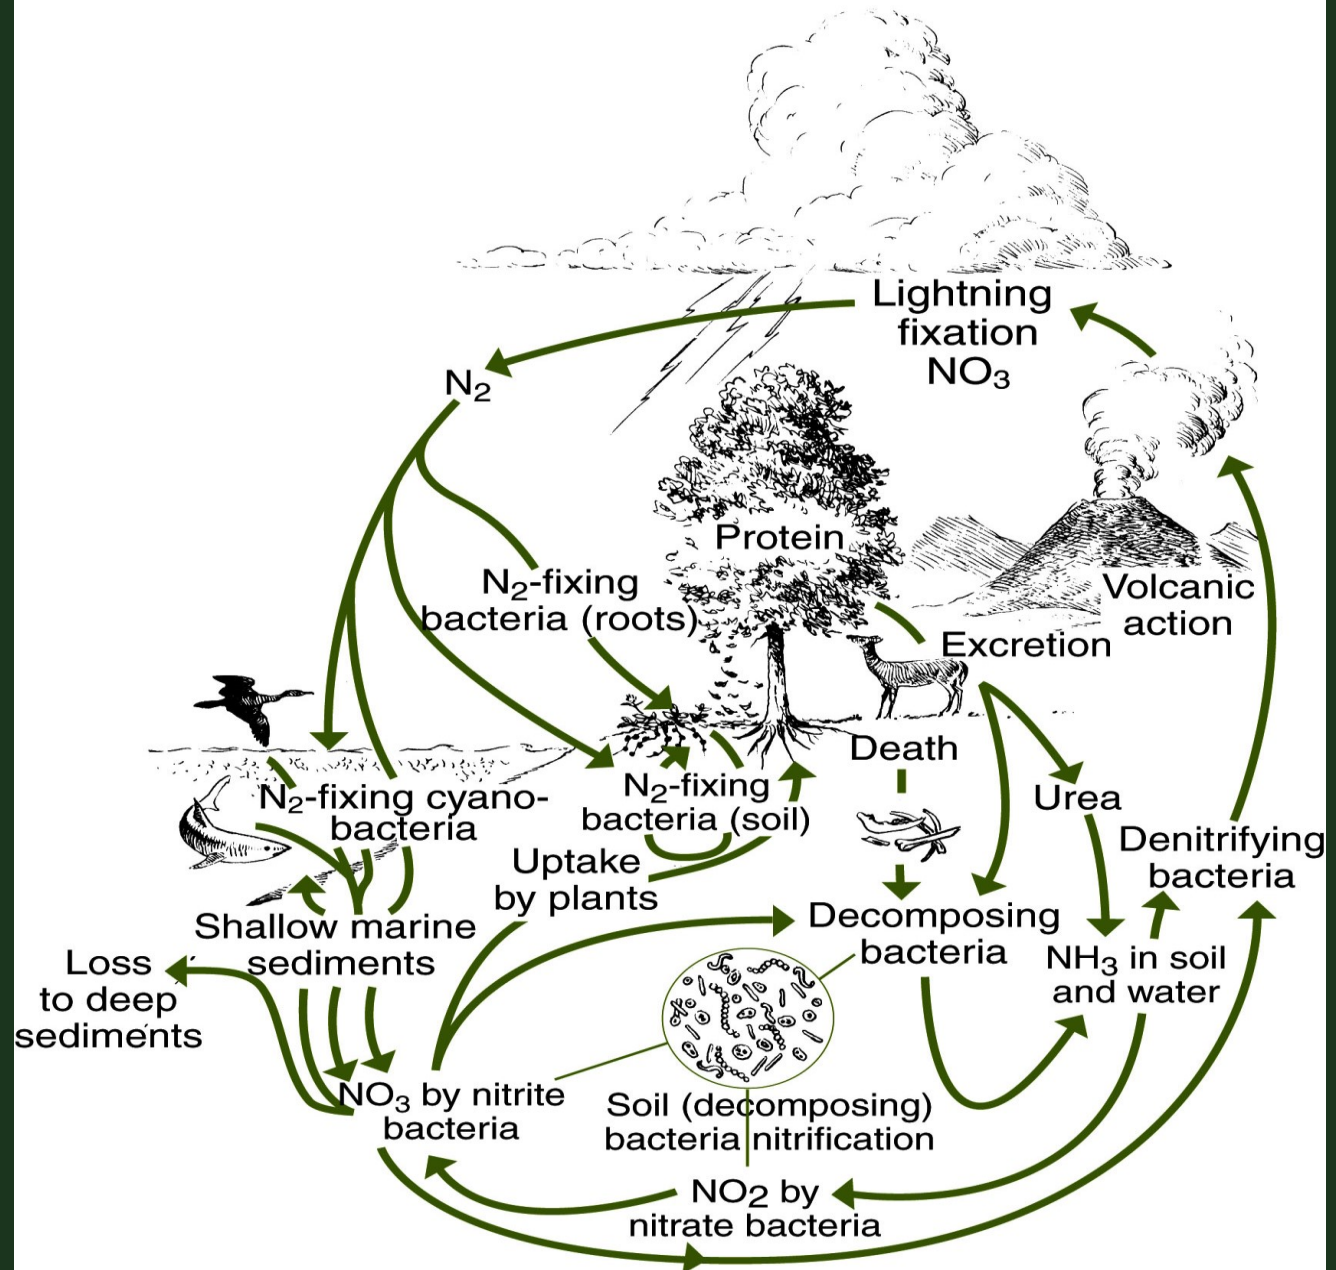 Lightning
fixation
NO₃
N₂
Protein
N₂-fixing
bacteria (roots)
Volcanic
action
Excretion
Death
N₂-fixing
bacteria (soil)
Urea
N₂-fixing cyano-
bacteria
Denitrifying
bacteria
Uptake
by plants
Decomposing
bacteria
Shallow marine
sediments
Loss
to deep
sediments
NH₃ in soil
and water
NO₃ by nitrite
bacteria
Soil (decomposing)
bacteria nitrification
NO2 by
nitrate bacteria